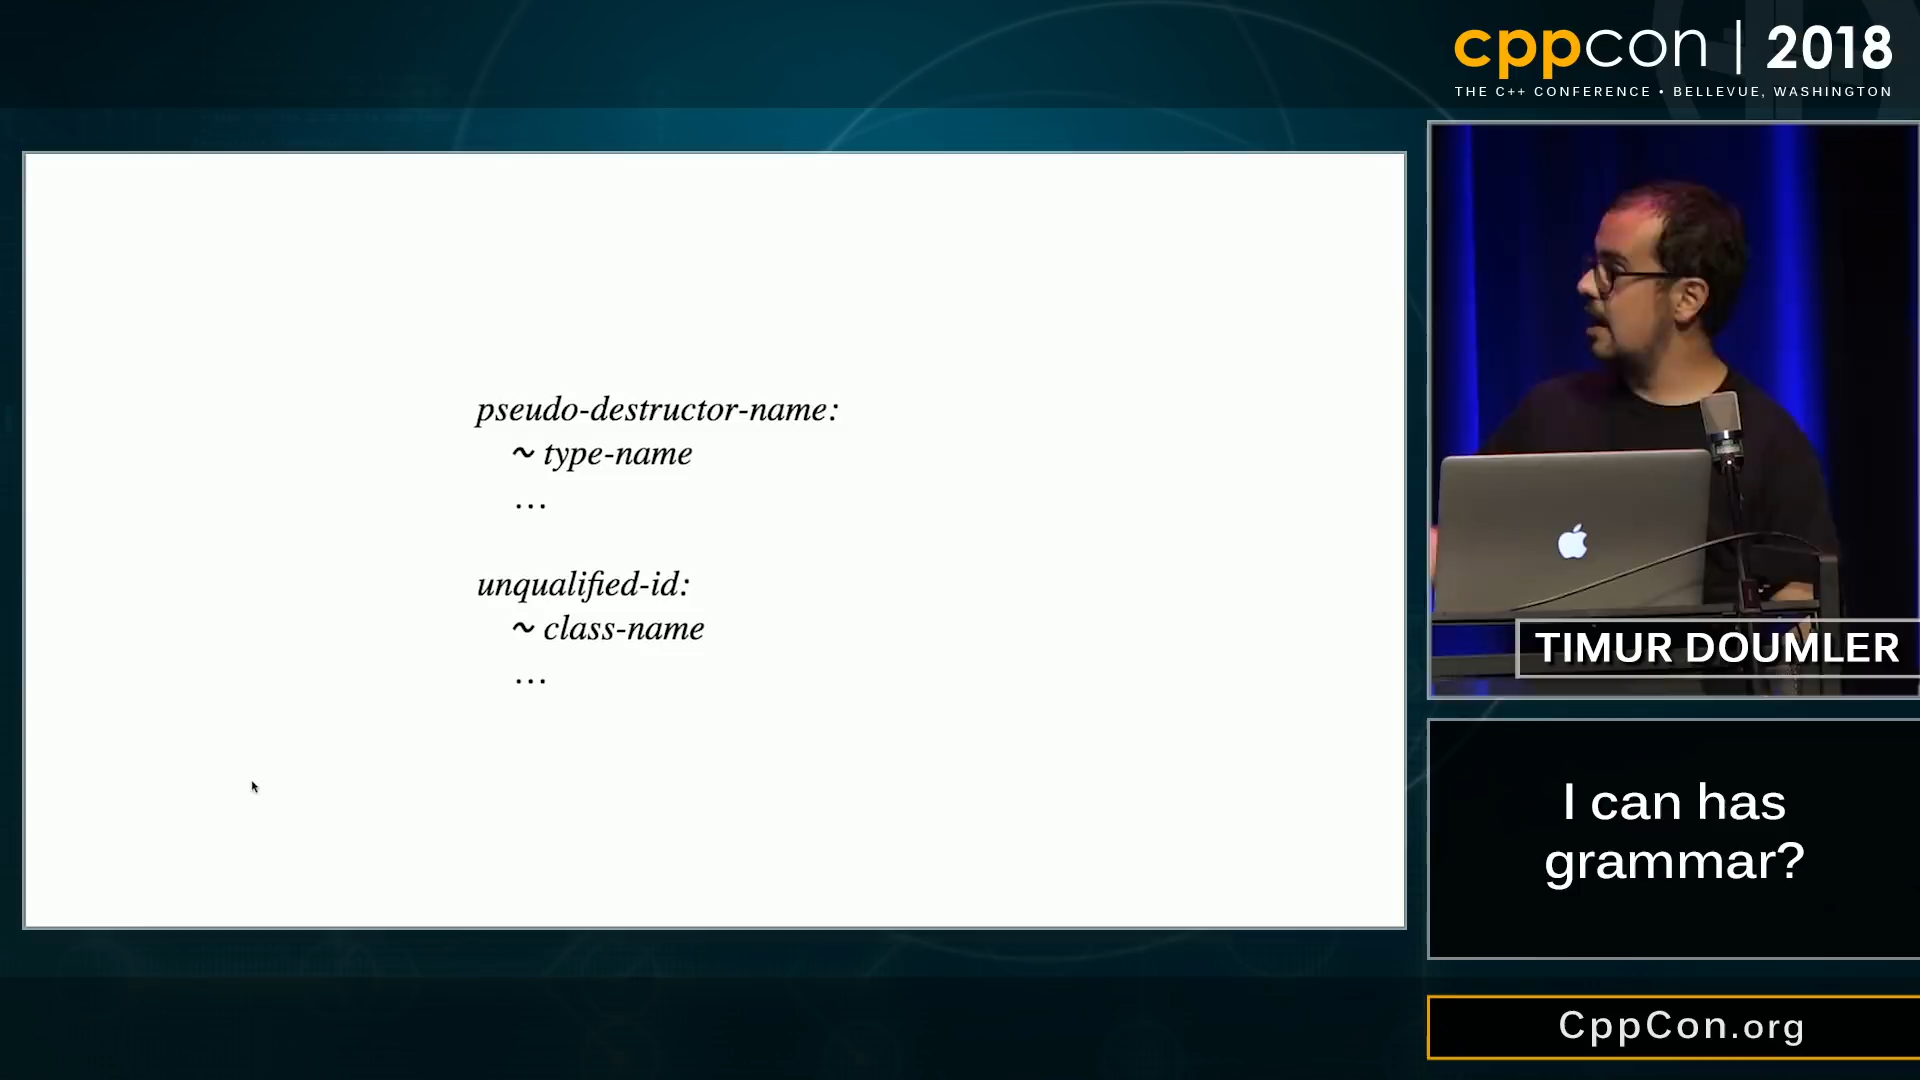 cppcon | 2018
THE C++ CONFERENCE • BELLEVUE, WASHINGTON
pseudo-destructor-name:
~ type-name
...
unqualified-id:
~ class-name
...
TIMUR DOUMLER
I can has
grammar?
CppCon.org